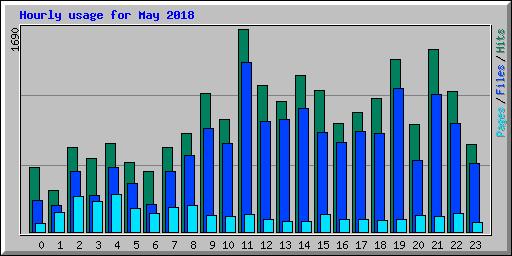 Hourly usage for May 2018
1690
Pages/Files/Hits
0 1 2 3 4 5 6 7 8 9 10 11 12 13 14 15 16 17 18 19 20 21 22 23